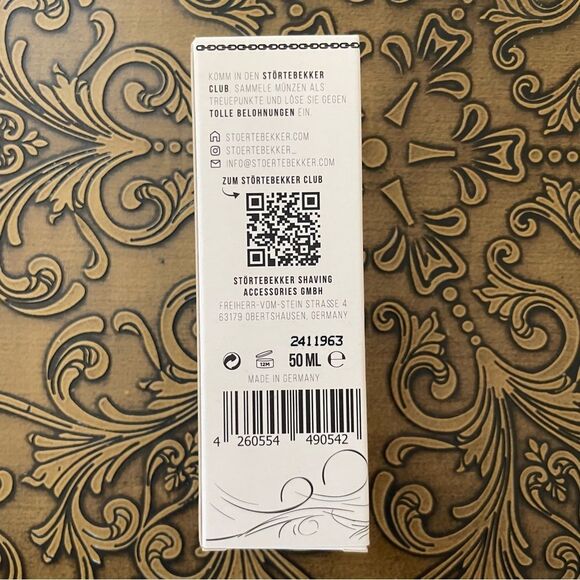 KOMM IN DEN STÖRTEBEKKER
CLUB, SAMMELE MÜNZEN ALS
TREUEPUNKTE UND LÖSE SIE GEGEN
TOLLE BELOHNUNGEN EIN.
STOERTEBEKKER.COM
STOERTEBEKKER_
INFO@STOERTEBEKKER.COM
ZUM STÖRTEBEKKER CLUB
STÖRTEBEKKER SHAVING
ACCESSORIES GMBH
FREIHERR-VOM-STEIN STRASSE 4
63179 OBERTSHAUSEN, GERMANY
2411963
12M 50 ML e
MADE IN GERMANY
4 260554 490542